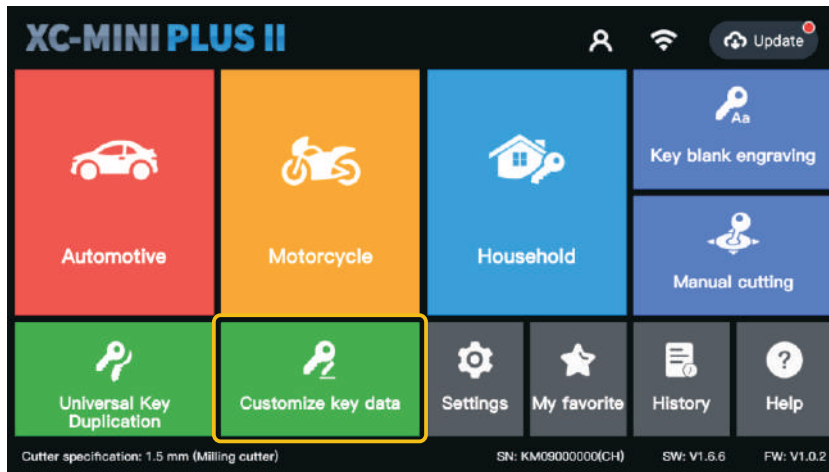 XC-MINI PLUS II
Update
Aa
Key blank engraving
Automotive
Motorcycle
Household
Manual cutting
Universal Key
Duplication
Customize key data
Settings
My favorite
History
?
Help
Cutter specification: 1.5 mm (Milling cutter)
SN: KM09000000(CH)
SW: V1.6.6
FW: V1.0.2